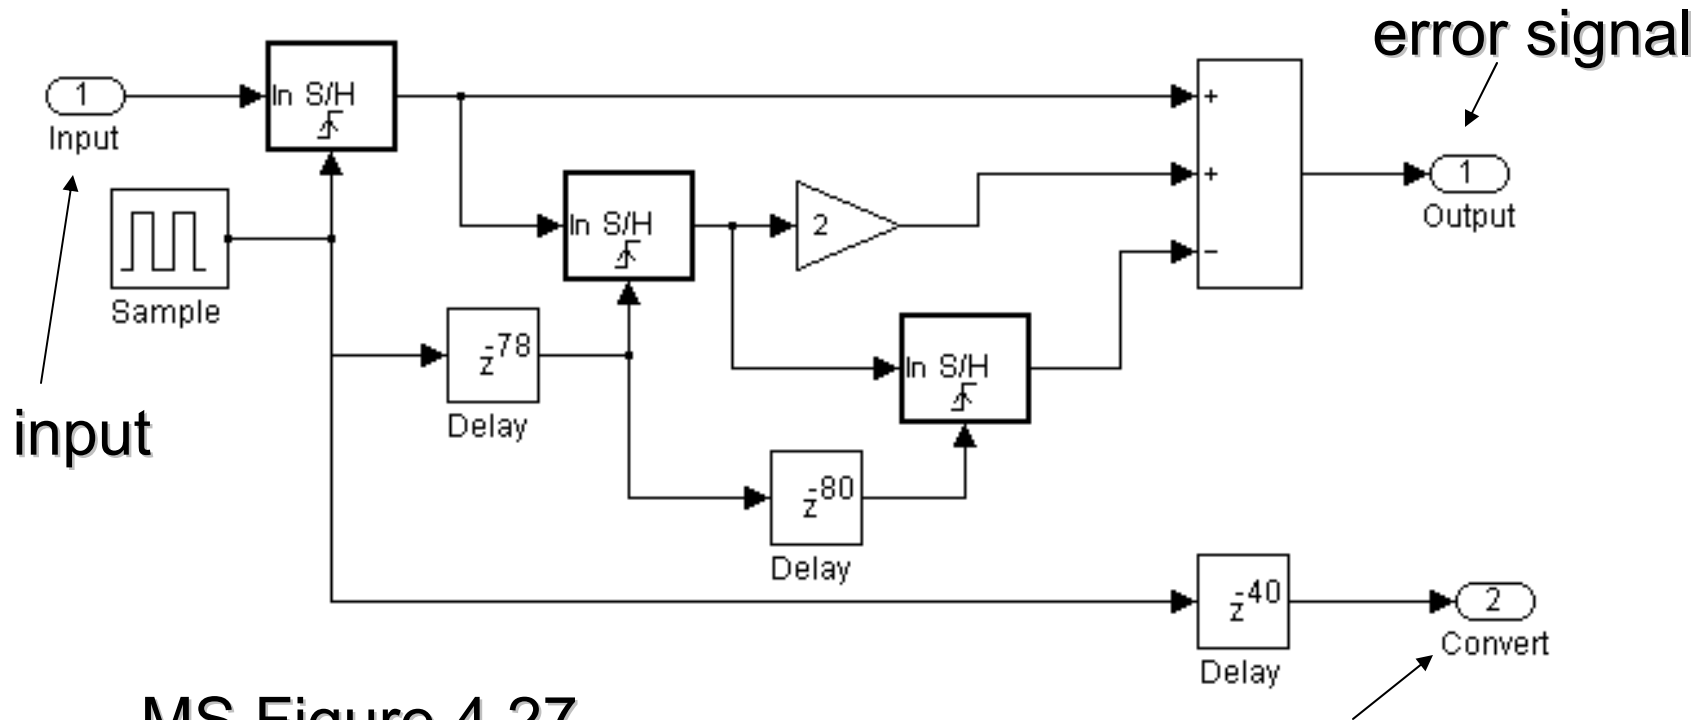 error signal
1
Input
In S/H
+
+
−
1
Output
Sample
In S/H
2
z-78
Delay
In S/H
input
z-80
Delay
z-40
Delay
2
Convert
MS Figure 4.27